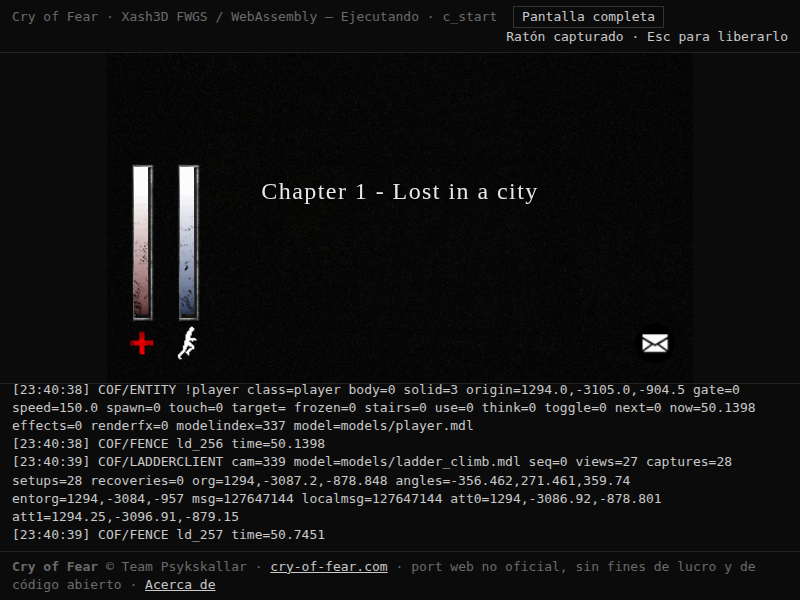 Cry of Fear · Xash3D FWGS / WebAssembly — Ejecutando · c_start Pantalla completa
Ratón capturado · Esc para liberarlo
Chapter 1 - Lost in a city
[23:40:38] COF/ENTITY !player class=player body=0 solid=3 origin=1294.0,-3105.0,-904.5 gate=0
speed=150.0 spawn=0 touch=0 target= frozen=0 stairs=0 use=0 think=0 toggle=0 next=0 now=50.1398
effects=0 renderfx=0 modelindex=337 model=models/player.mdl
[23:40:38] COF/FENCE ld_256 time=50.1398
[23:40:39] COF/LADDERCLIENT cam=339 model=models/ladder_climb.mdl seq=0 views=27 captures=28
setups=28 recoveries=0 org=1294,-3087.2,-878.848 angles=-356.462,271.461,359.74
entorg=1294,-3084,-957 msg=127647144 localmsg=127647144 att0=1294,-3086.92,-878.801
att1=1294.25,-3096.91,-879.15
[23:40:39] COF/FENCE ld_257 time=50.7451
Cry of Fear © Team Psykskallar · cry-of-fear.com · port web no oficial, sin fines de lucro y de
código abierto · Acerca de